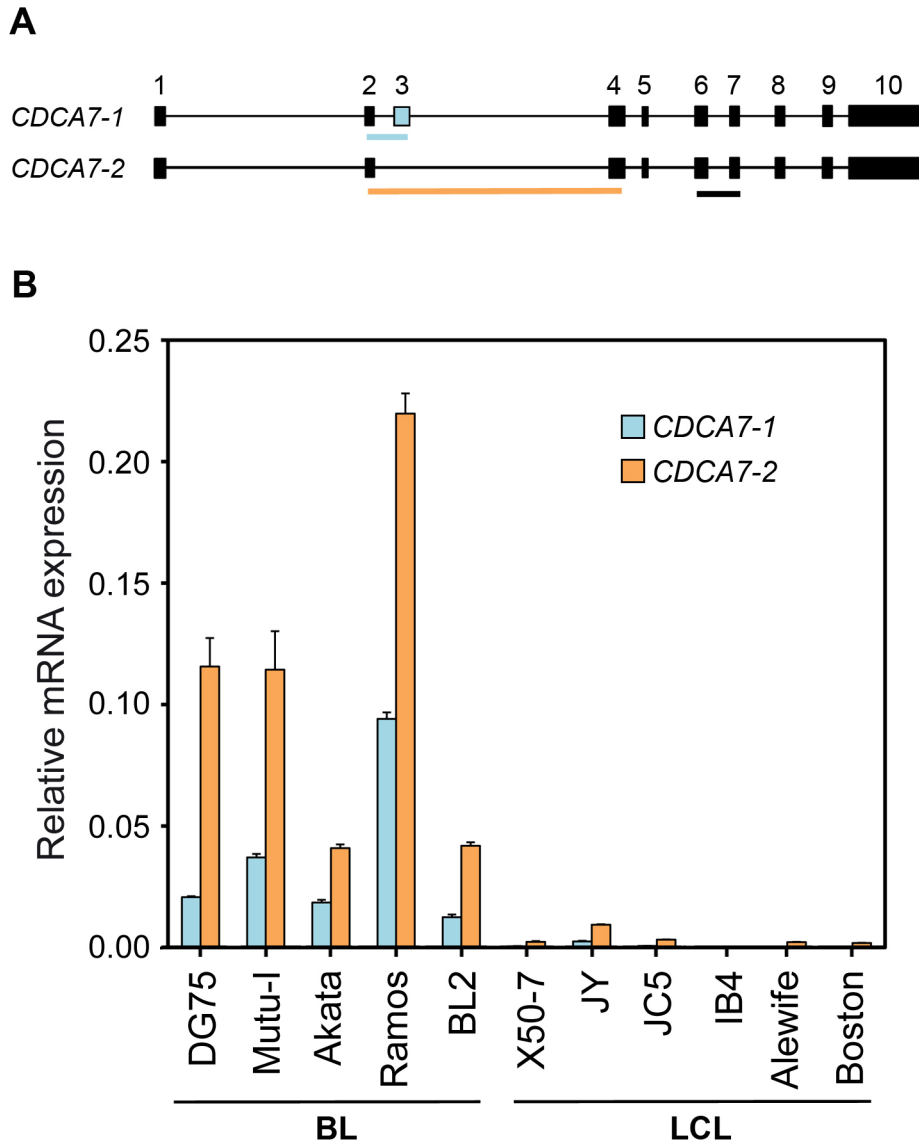 A
1 2 3 4 5 6 7 8 9 10
CDCA7-1
CDCA7-2
B
0.25
0.20
0.15
0.10
0.05
0.00
Relative mRNA expression
CDCA7-1
CDCA7-2
DG75
Mutu-I
Akata
Ramos
BL2
X50-7
JY
JC5
IB4
Alewife
Boston
BL
LCL